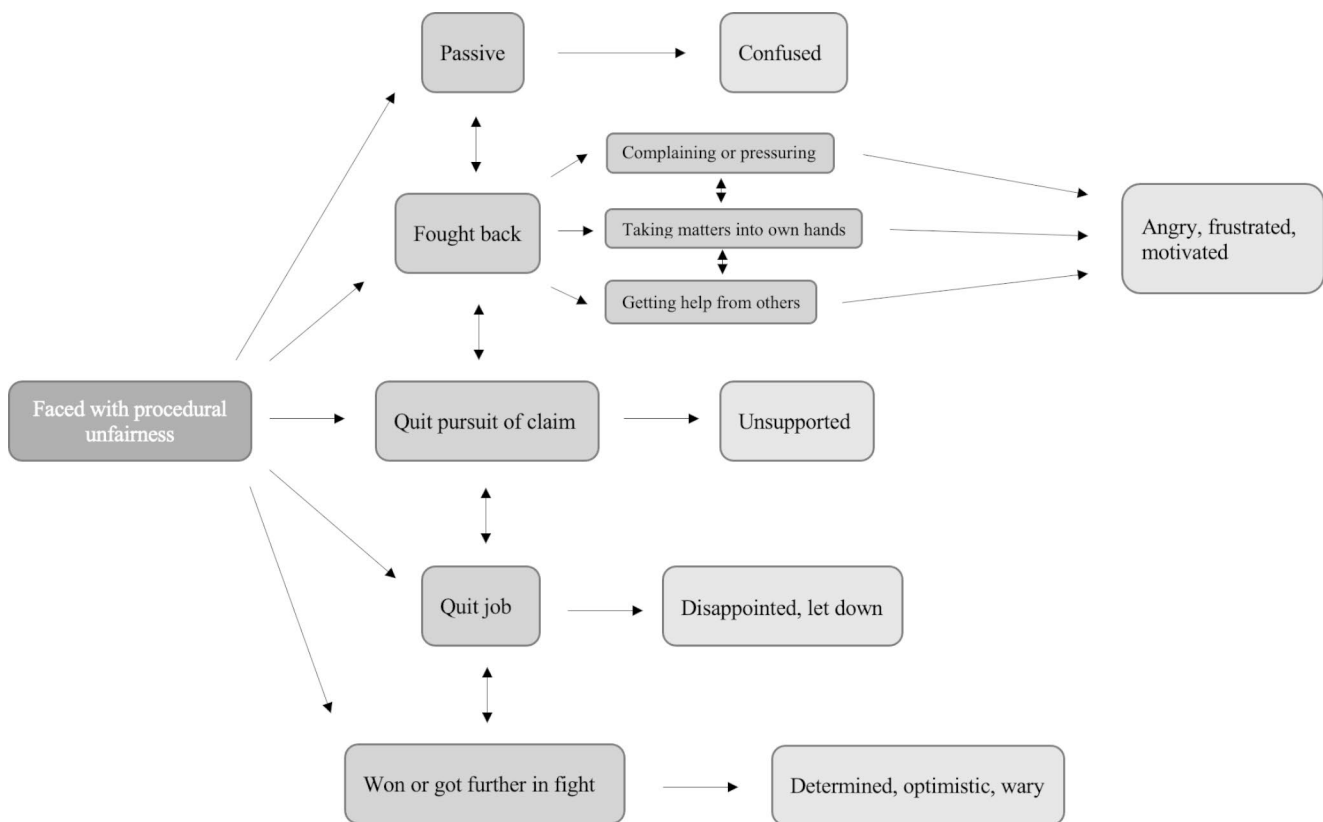 Passive
Confused
Complaining or pressuring
Fought back
Taking matters into own hands
Angry, frustrated,
motivated
Getting help from others
Faced with procedural
unfairness
Quit pursuit of claim
Unsupported
Quit job
Disappointed, let down
Won or got further in fight
Determined, optimistic, wary